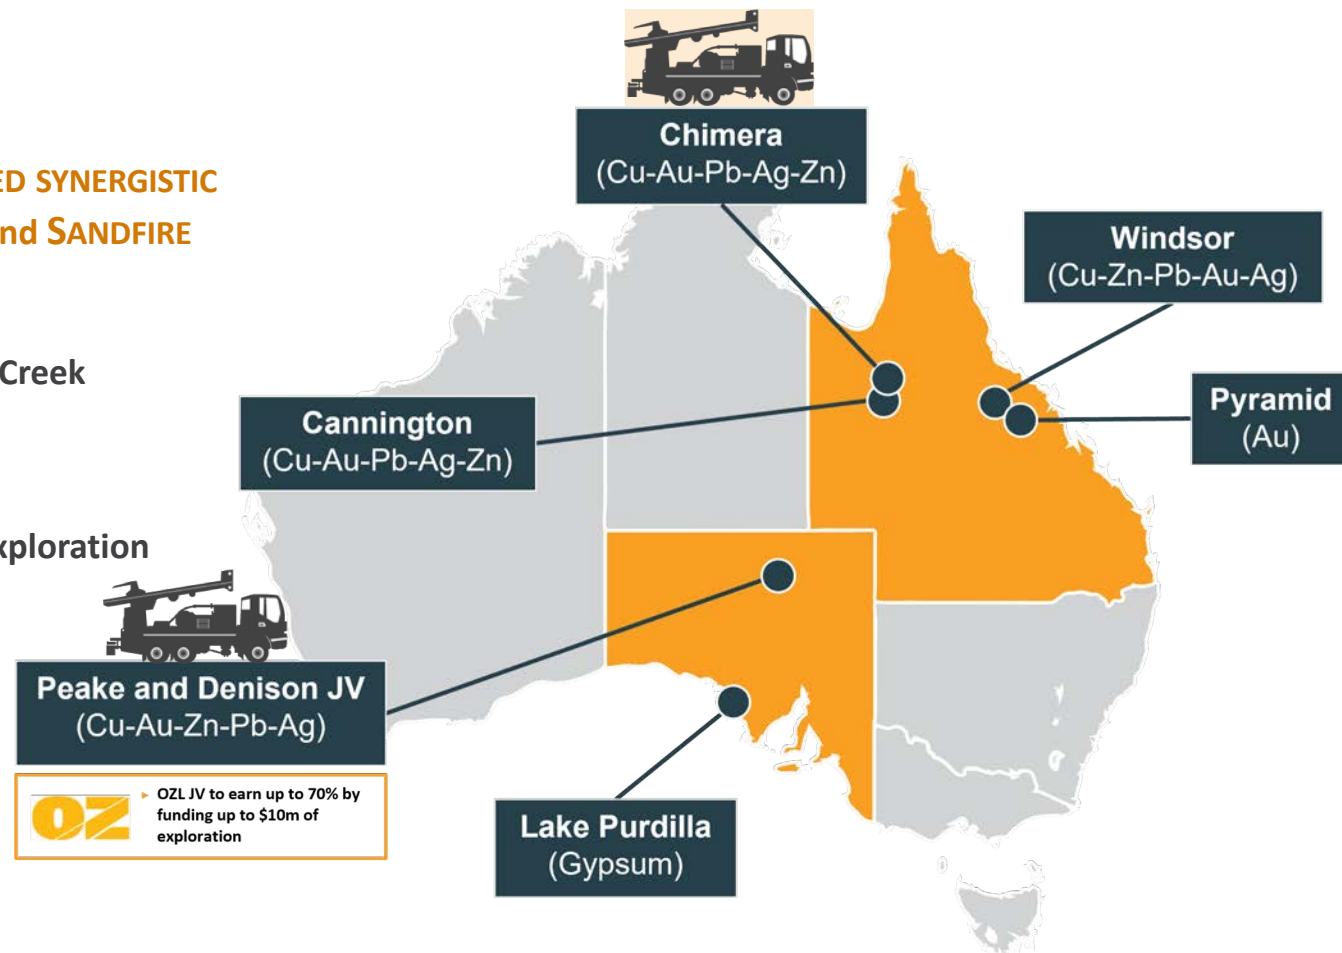 ED SYNERGISTIC
nd SANDFIRE
Creek
xploration
Chimera
(Cu-Au-Pb-Ag-Zn)
Windsor
(Cu-Zn-Pb-Au-Ag)
Pyramid
(Au)
Cannington
(Cu-Au-Pb-Ag-Zn)
Peake and Denison JV
(Cu-Au-Zn-Pb-Ag)
OZ
▸ OZL JV to earn up to 70% by
funding up to $10m of
exploration
Lake Purdilla
(Gypsum)